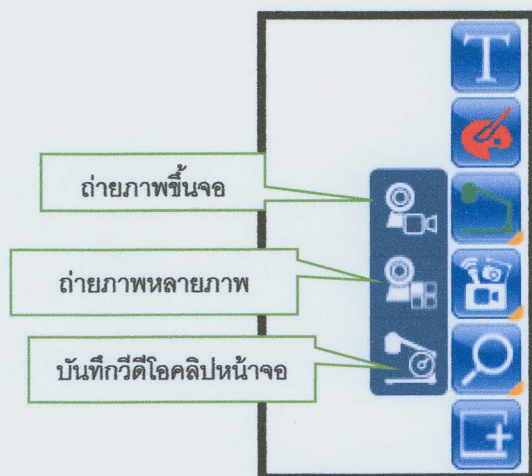 T
ถ่ายภาพขึ้นจอ
ถ่ายภาพหลายภาพ
บันทึกวีดีโอคลิปหน้าจอ